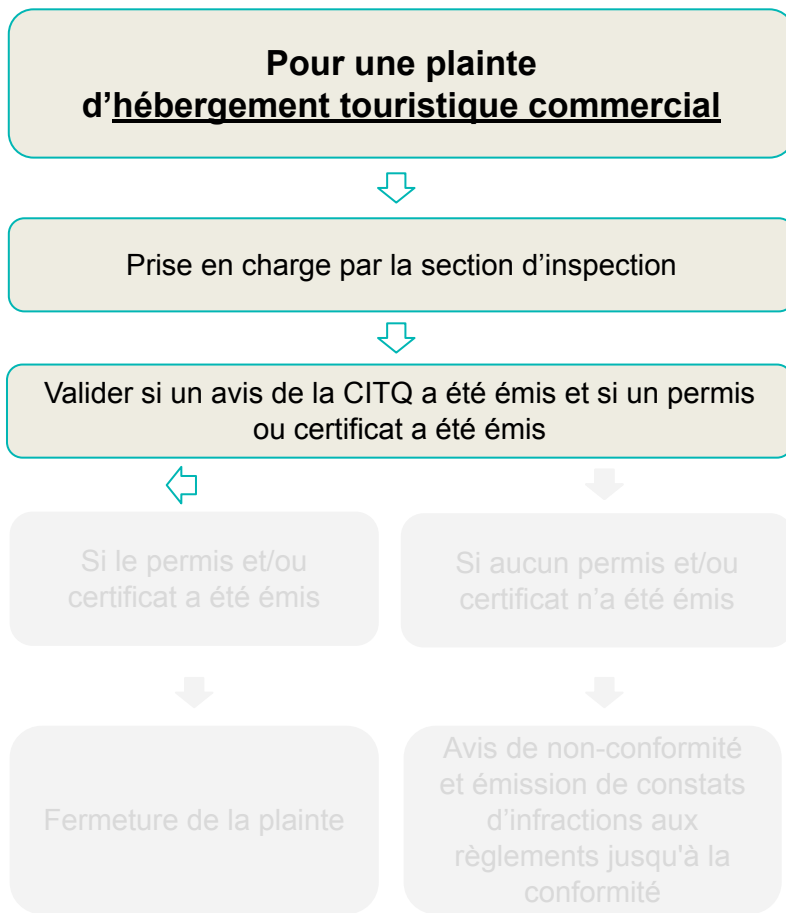 Pour une plainte
d'hébergement touristique commercial
Prise en charge par la section d'inspection
Valider si un avis de la CITQ a été émis et si un permis
ou certificat a été émis
Si le permis et/ou
certificat a été émis
Si aucun permis et/ou
certificat n'a été émis
Fermeture de la plainte
Avis de non-conformité
et émission de constats
d'infractions aux
règlements jusqu'à la
conformité